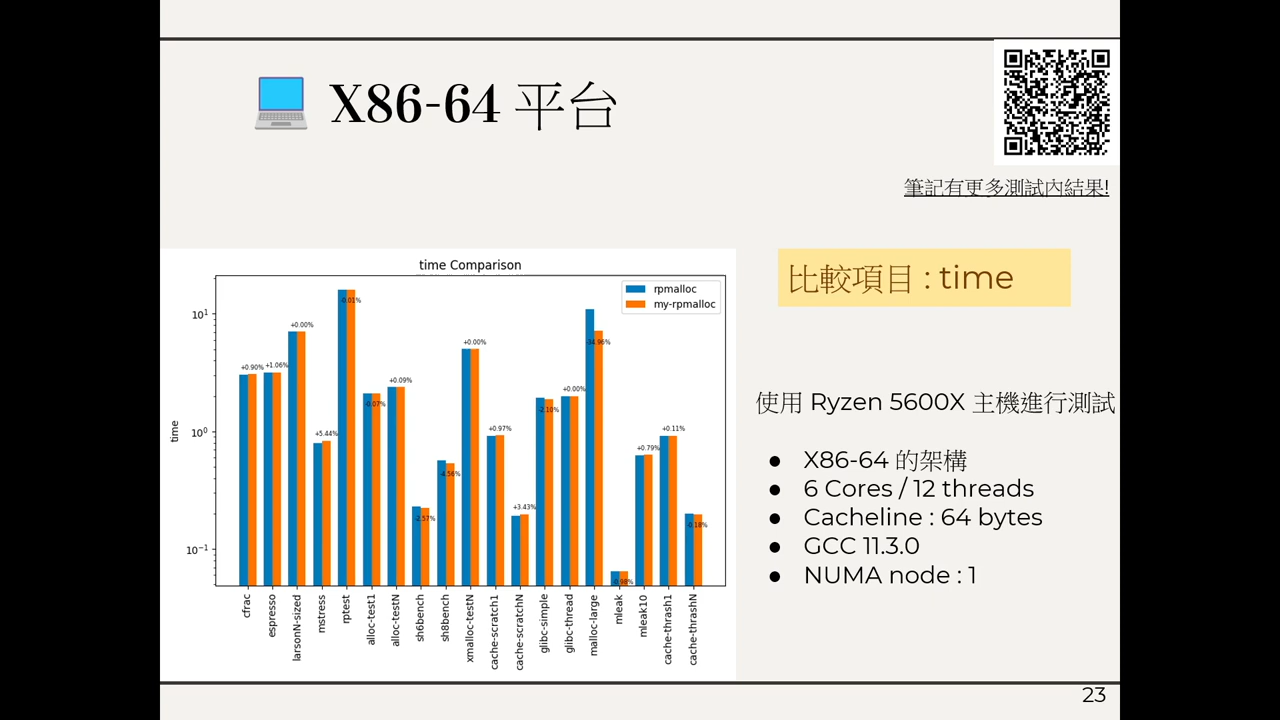 X86-64 平台
筆記有更多測試內結果!
time Comparison
rpmalloc
my-rpmalloc
10¹
10⁰
10⁻¹
time
+0.90%
+1.06%
+0.00%
+5.44%
-0.01%
-0.07%
+0.09%
-2.57%
-4.56%
+0.00%
+0.97%
+3.43%
-2.10%
+0.00%
-34.96%
-0.98%
+0.79%
+0.11%
-0.18%
cfrac
espresso
larsonN-sized
mstress
rptest
alloc-test1
alloc-testN
sh6bench
sh8bench
xmalloc-testN
cache-scratch1
cache-scratchN
glibc-simple
glibc-thread
malloc-large
mleak
mleak10
cache-thrash1
cache-thrashN
比較項目 : time
使用 Ryzen 5600X 主機進行測試
● X86-64 的架構
● 6 Cores / 12 threads
● Cacheline : 64 bytes
● GCC 11.3.0
● NUMA node : 1
23